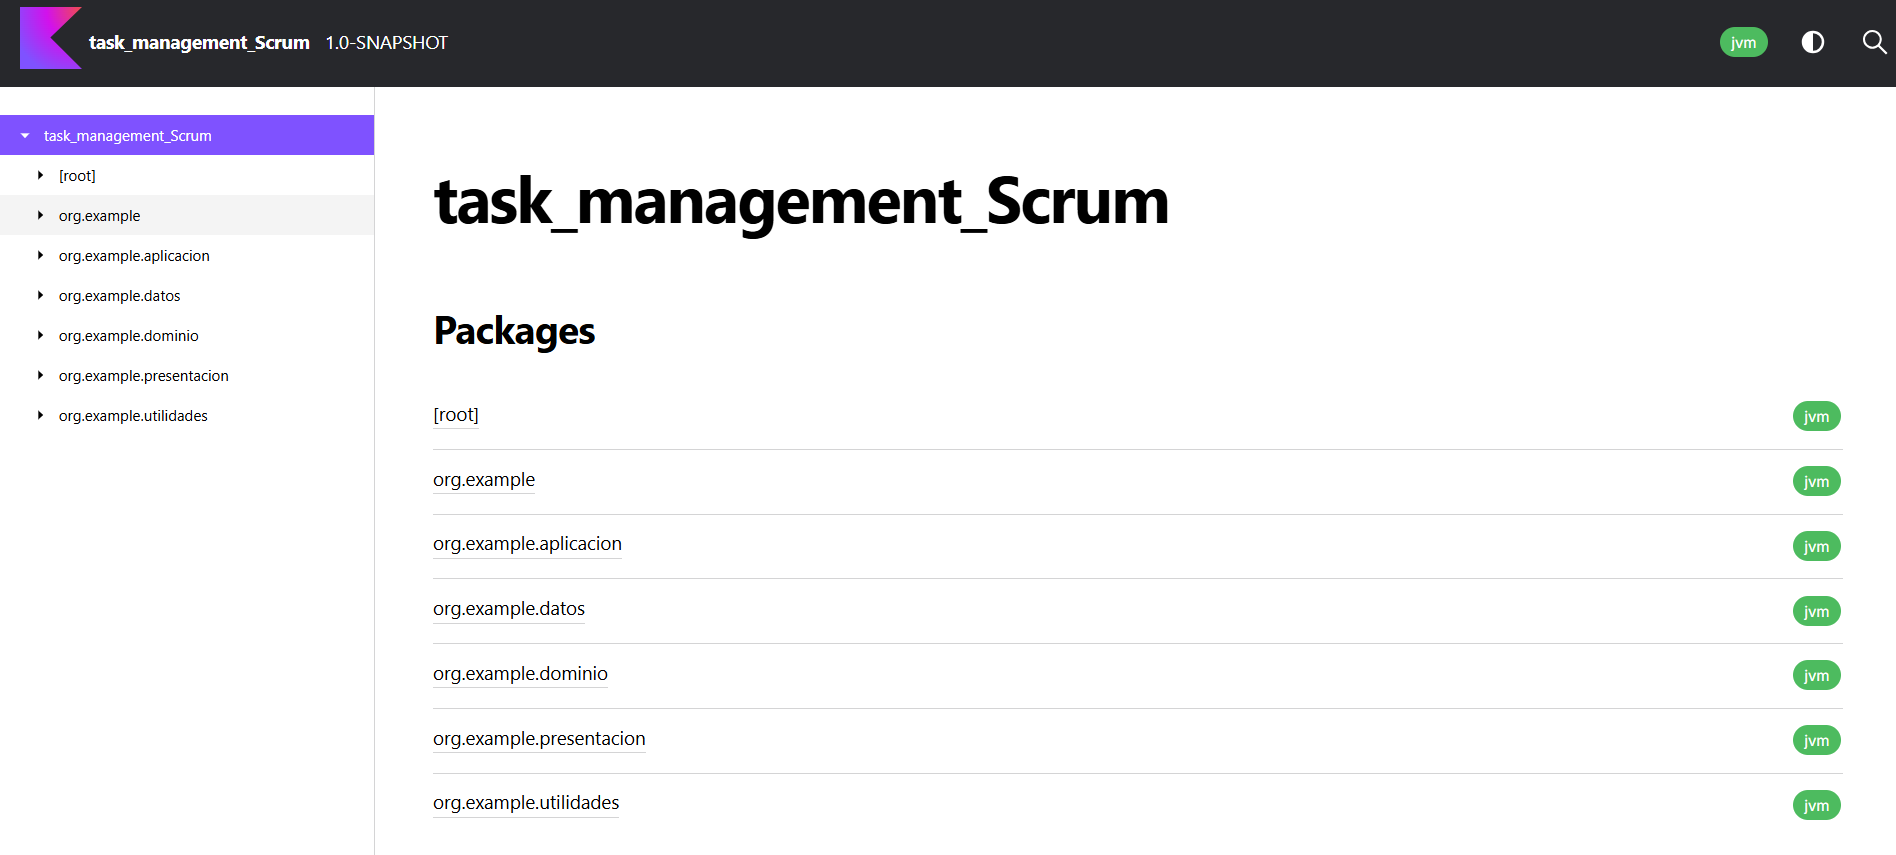 task_management_Scrum 1.0-SNAPSHOT jvm
task_management_Scrum
[root]
org.example
org.example.aplicacion
org.example.datos
org.example.dominio
org.example.presentacion
org.example.utilidades
task_management_Scrum
Packages
[root] jvm
org.example jvm
org.example.aplicacion jvm
org.example.datos jvm
org.example.dominio jvm
org.example.presentacion jvm
org.example.utilidades jvm